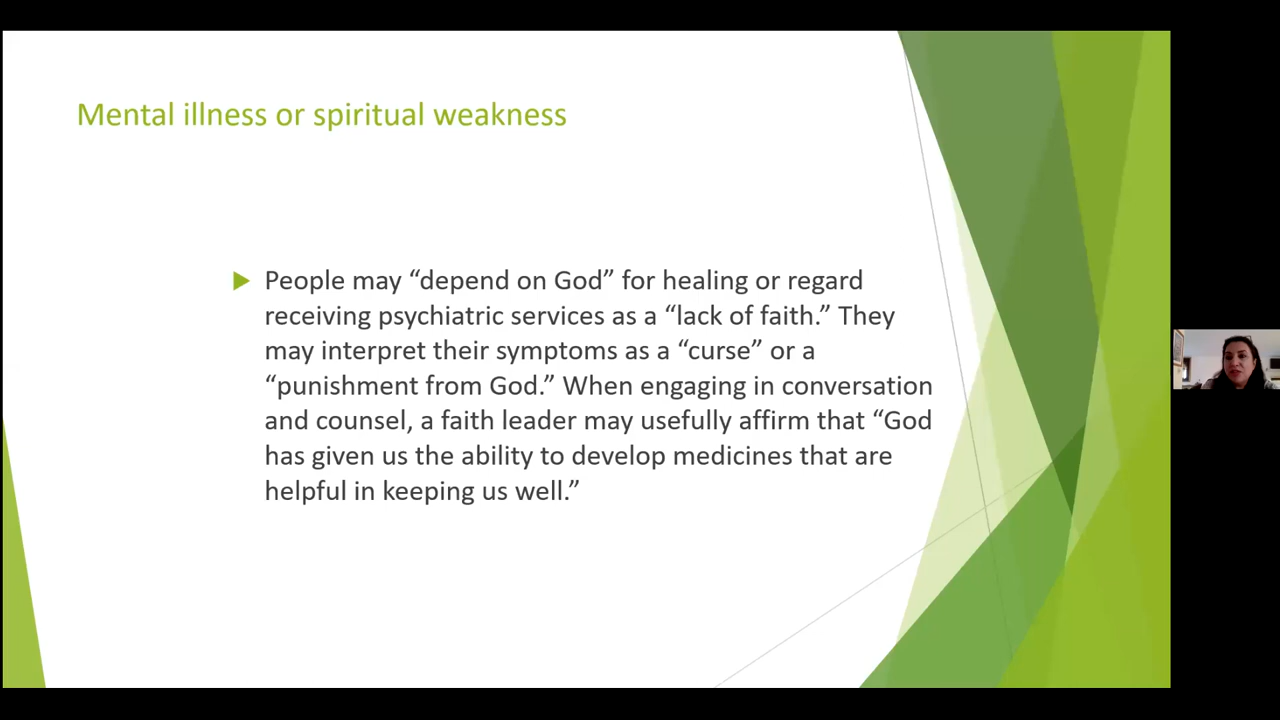 Mental illness or spiritual weakness
People may “depend on God” for healing or regard
receiving psychiatric services as a “lack of faith.” They
may interpret their symptoms as a “curse” or a
“punishment from God.” When engaging in conversation
and counsel, a faith leader may usefully affirm that “God
has given us the ability to develop medicines that are
helpful in keeping us well.”